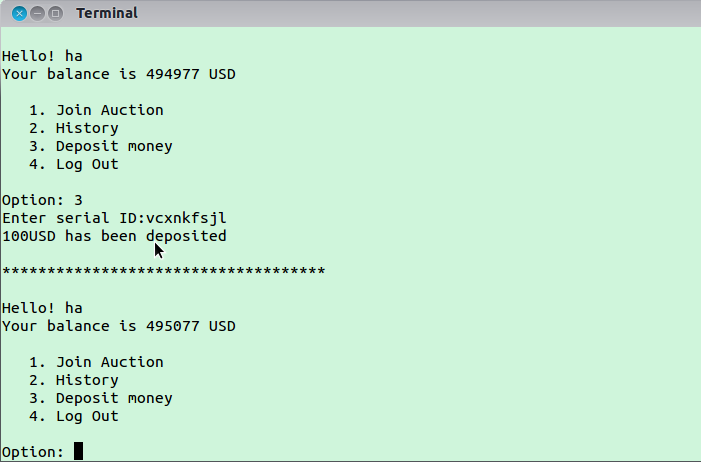 Terminal
Hello! ha
Your balance is 494977 USD
1. Join Auction
2. History
3. Deposit money
4. Log Out
Option: 3
Enter serial ID:vcxnkfsjl
100USD has been deposited
************************************
Hello! ha
Your balance is 495077 USD
1. Join Auction
2. History
3. Deposit money
4. Log Out
Option: